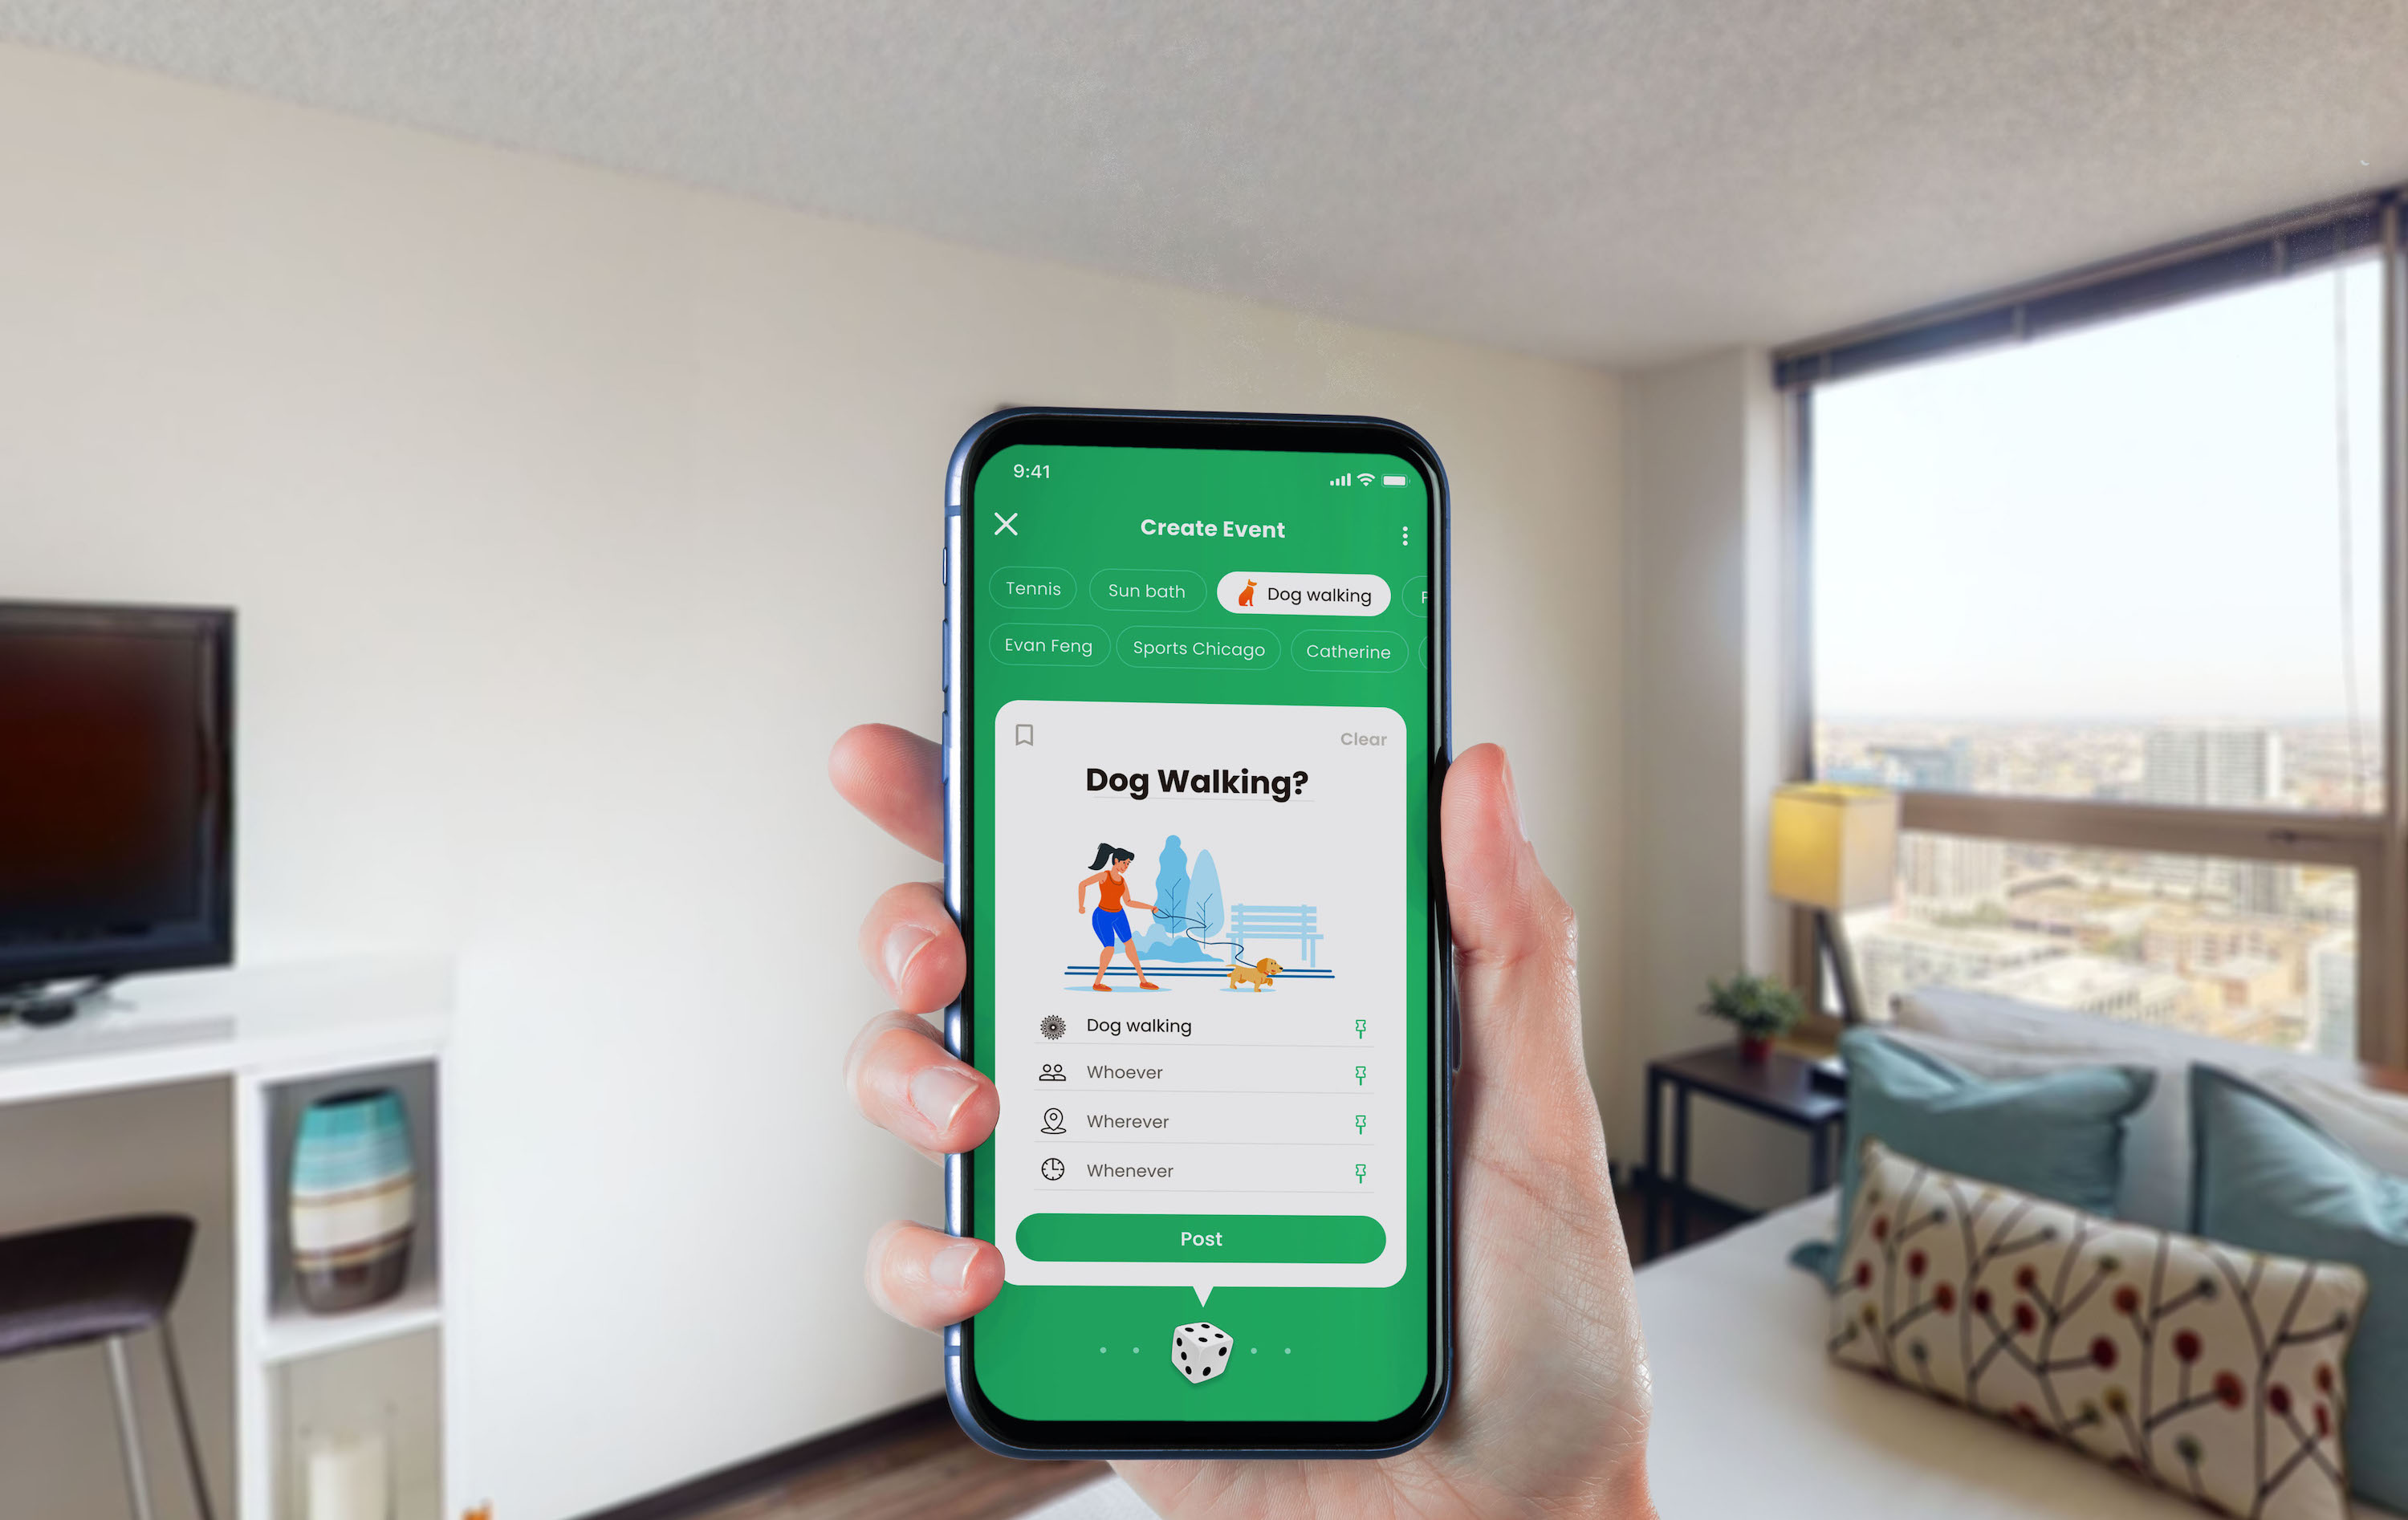 9:41
Create Event
Tennis Sun bath Dog walking
Evan Feng Sports Chicago Catherine
Clear
Dog Walking?
Dog walking
Whoever
Wherever
Whenever
Post